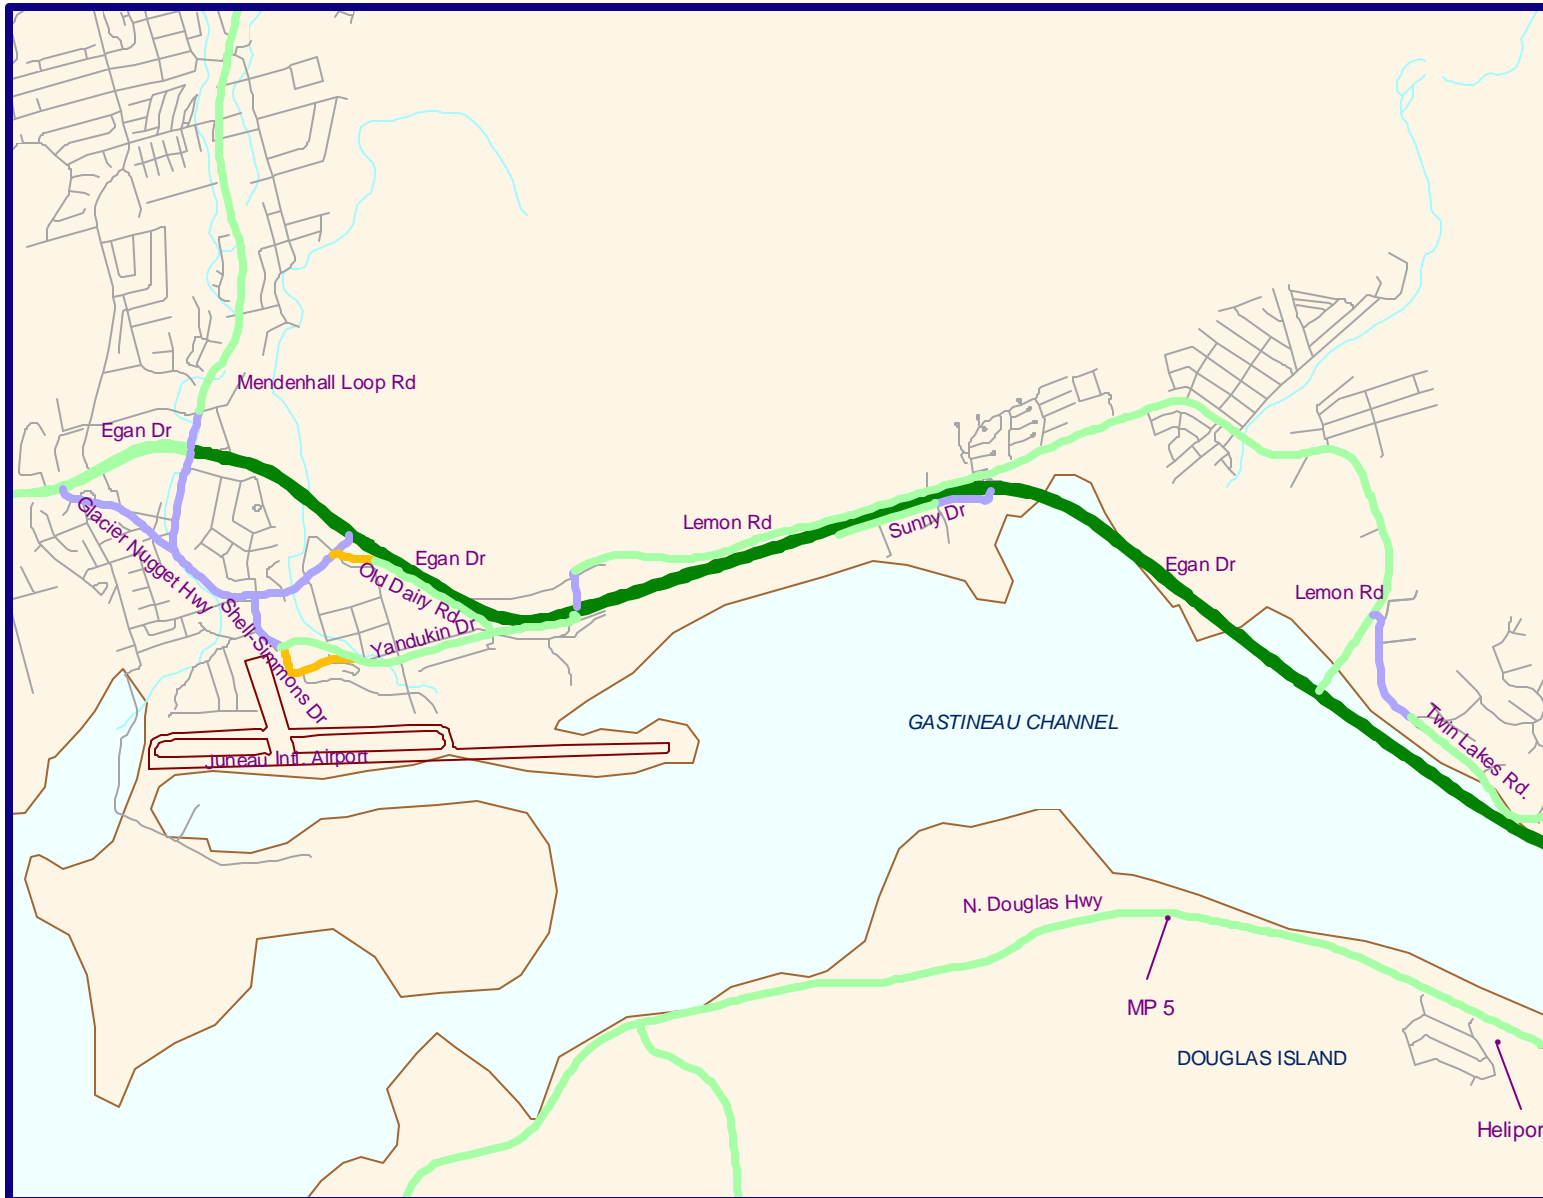 Mendenhall Loop Rd
Egan Dr
Glacier Nugget Hwy
Lemon Rd
Sunny Dr
Egan Dr
Old Dairy Rd
Egan Dr
Lemon Rd
Shell-Simmons Dr
Yandukin Dr
Twin Lakes Rd.
GASTINEAU CHANNEL
Juneau Intl. Airport
N. Douglas Hwy
MP 5
DOUGLAS ISLAND
Helipor